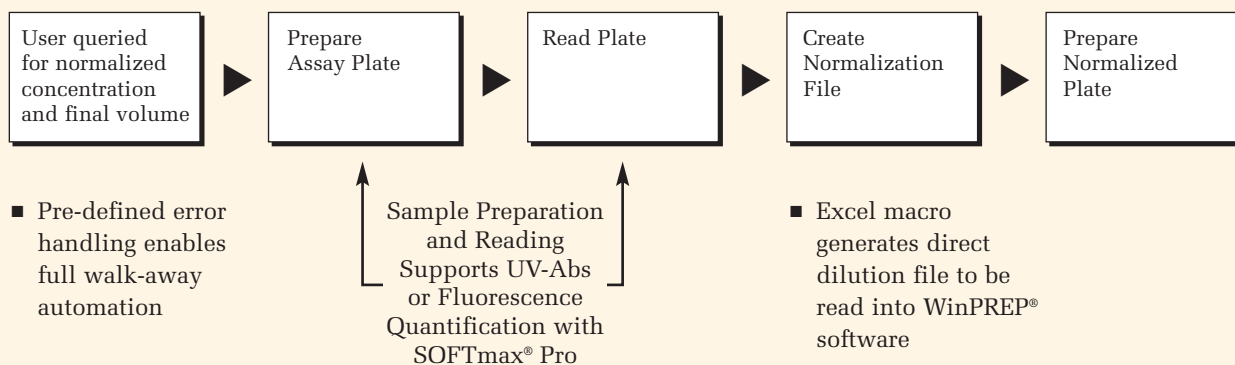 User queried
for normalized
concentration
and final volume
Prepare
Assay Plate
Read Plate
Create
Normalization
File
Prepare
Normalized
Plate
■ Pre-defined error
handling enables
full walk-away
automation
Sample Preparation
and Reading
Supports UV-Abs
or Fluorescence
Quantification with
SOFTmax® Pro
■ Excel macro
generates direct
dilution file to be
read into WinPREP®
software